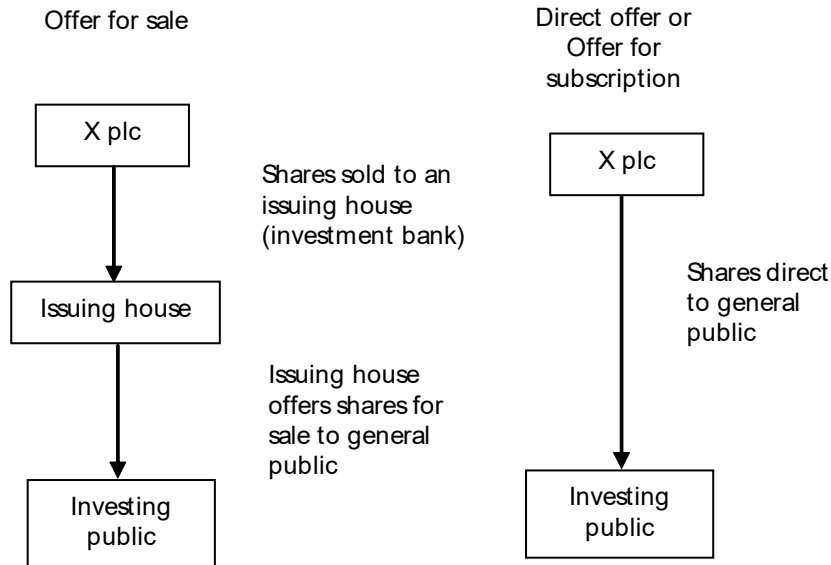 Offer for sale
X plc
Shares sold to an
issuing house
(investment bank)
Issuing house
Issuing house
offers shares for
sale to general
public
Investing
public
Direct offer or
Offer for
subscription
X plc
Shares direct
to general
public
Investing
public